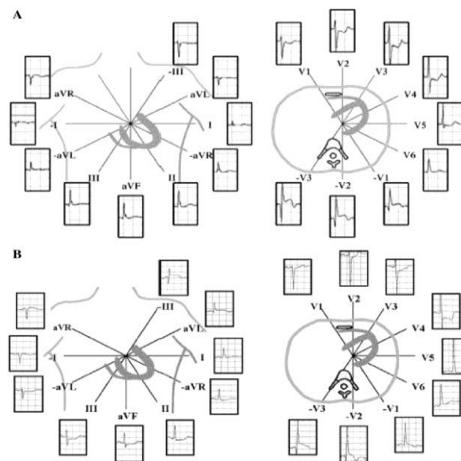 A
-III
aVR
aVL
-I
I
-aVL
-aVR
III
II
aVF
V2
V1
V3
V4
V5
V6
-V3
-V2
-V1
B
-III
aVR
aVL
-I
I
-aVL
-aVR
III
II
aVF
V2
V1
V3
V4
V5
V6
-V3
-V2
-V1